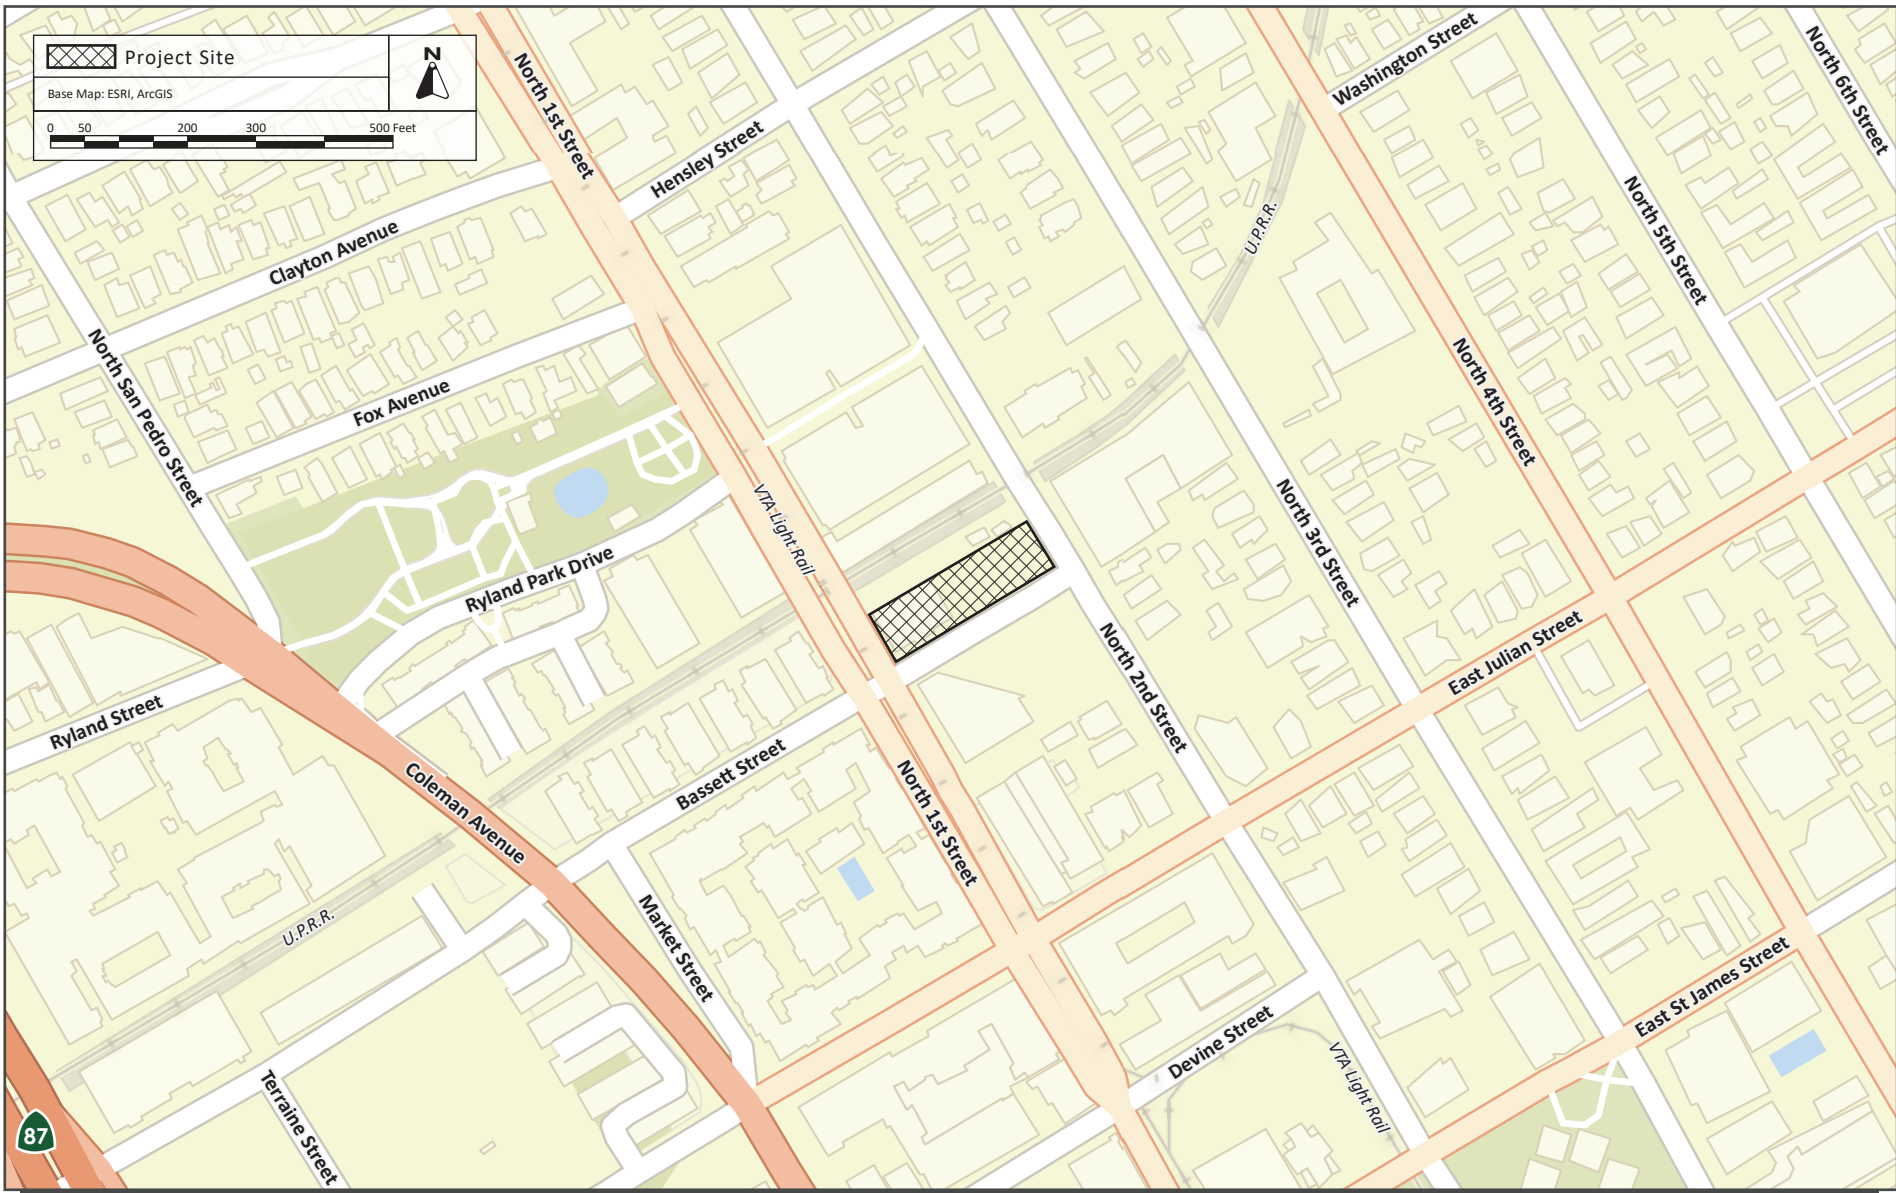 Project Site
N
Base Map: ESRI, ArcGIS
0 50 200 300 500 Feet
North 1st Street
Hensley Street
Washington Street
North 6th Street
Clayton Avenue
U.P.R.R.
North 5th Street
North San Pedro Street
Fox Avenue
North 4th Street
VTA Light Rail
North 3rd Street
Ryland Park Drive
East Julian Street
North 2nd Street
Ryland Street
Bassett Street
Coleman Avenue
North 1st Street
Market Street
U.P.R.R.
East St James Street
Devine Street
VTA Light Rail
Terraine Street
87